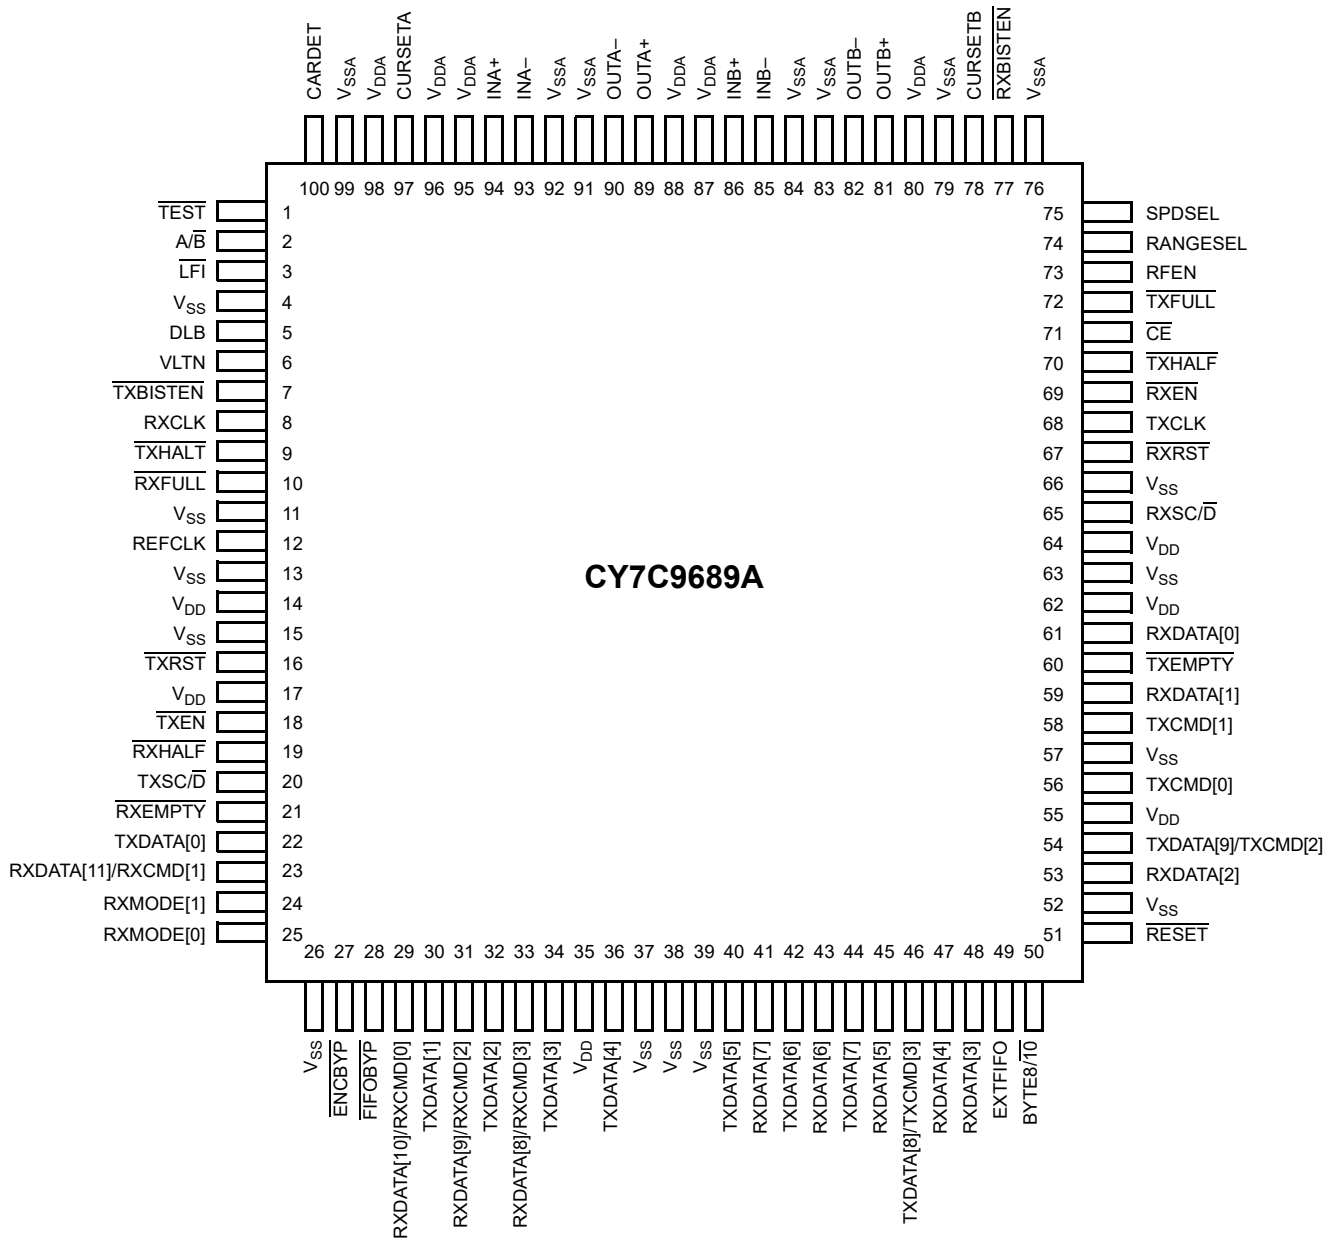 CARDET
VSSA
VDDA
CURSETA
VDDA
VDDA
INA+
INA–
VSSA
VSSA
OUTA–
OUTA+
VDDA
VDDA
INB+
INB–
VSSA
VSSA
OUTB–
OUTB+
VDDA
VSSA
CURSETB
RXBISTEN
VSSA
100 99 98 97 96 95 94 93 92 91 90 89 88 87 86 85 84 83 82 81 80 79 78 77 76
TEST 1
A/B 2
LFI 3
VSS 4
DLB 5
VLTN 6
TXBISTEN 7
RXCLK 8
TXHALT 9
RXFULL 10
VSS 11
REFCLK 12
VSS 13
VDD 14
VSS 15
TXRST 16
VDD 17
TXEN 18
RXHALF 19
TXSC/D 20
RXEMPTY 21
TXDATA[0] 22
RXDATA[11]/RXCMD[1] 23
RXMODE[1] 24
RXMODE[0] 25
CY7C9689A
75 SPDSEL
74 RANGESEL
73 RFEN
72 TXFULL
71 CE
70 TXHALF
69 RXEN
68 TXCLK
67 RXRST
66 VSS
65 RXSC/D
64 VDD
63 VSS
62 VDD
61 RXDATA[0]
60 TXEMPTY
59 RXDATA[1]
58 TXCMD[1]
57 VSS
56 TXCMD[0]
55 VDD
54 TXDATA[9]/TXCMD[2]
53 RXDATA[2]
52 VSS
51 RESET
26 27 28 29 30 31 32 33 34 35 36 37 38 39 40 41 42 43 44 45 46 47 48 49 50
VSS
ENCBYP
FIFOBYP
RXDATA[10]/RXCMD[0]
TXDATA[1]
RXDATA[9]/RXCMD[2]
TXDATA[2]
RXDATA[8]/RXCMD[3]
TXDATA[3]
VDD
TXDATA[4]
VSS
VSS
VSS
TXDATA[5]
RXDATA[7]
TXDATA[6]
RXDATA[6]
TXDATA[7]
RXDATA[5]
TXDATA[8]/TXCMD[3]
RXDATA[4]
RXDATA[3]
EXTFIFO
BYTE8/10